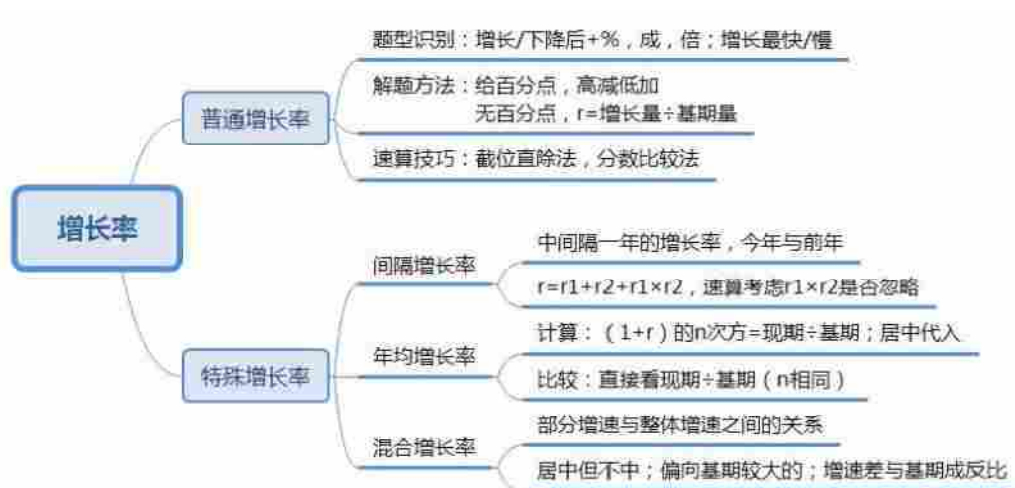 增长率
普通增长率
题型识别：增长/下降后+%，成，倍；增长最快/慢
解题方法：给百分点，高减低加
无百分点，r=增长量÷基期量
速算技巧：截位直除法，分数比较法
特殊增长率
间隔增长率
中间隔一年的增长率，今年与前年
r=r1+r2+r1×r2，速算考虑r1×r2是否忽略
年均增长率
计算：（1+r）的n次方=现期÷基期；居中代入
比较：直接看现期÷基期（n相同）
混合增长率
部分增速与整体增速之间的关系
居中但不中；偏向基期较大的；增速差与基期成反比